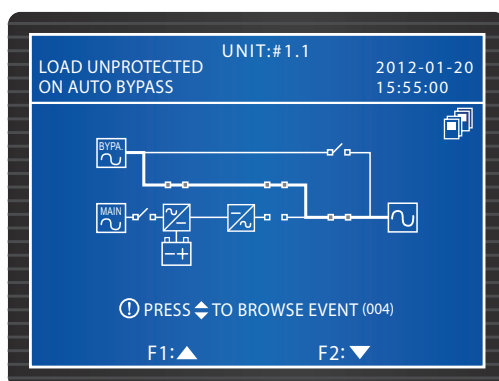 UNIT:#1.1
LOAD UNPROTECTED
2012-01-20
ON AUTO BYPASS
15:55:00
BYPA.
MAIN
PRESS TO BROWSE EVENT (004)
F1: F2: